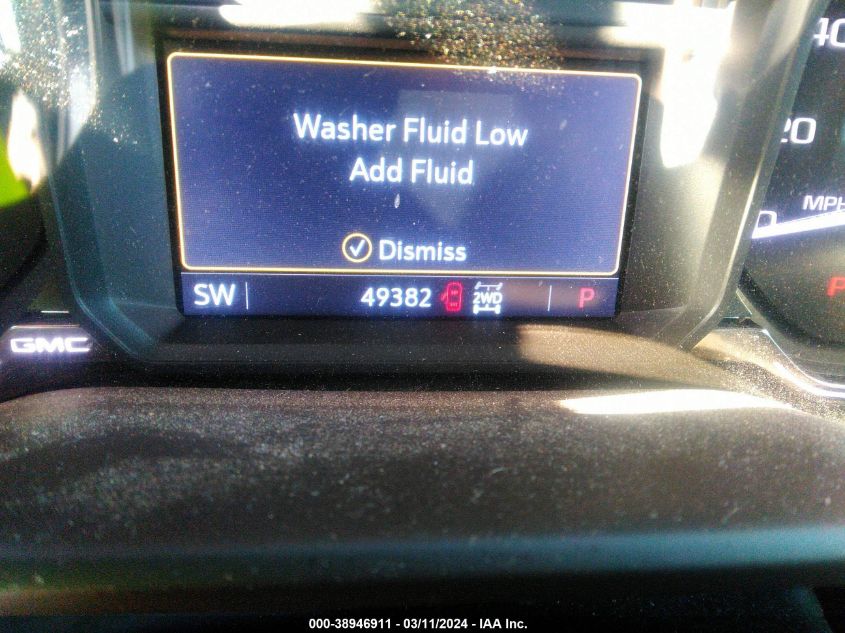 Washer Fluid Low
Add Fluid
Dismiss
SW 49382 2WD P
40
20
MPH
0
P
GMC
000-38946911 - 03/11/2024 - IAA Inc.